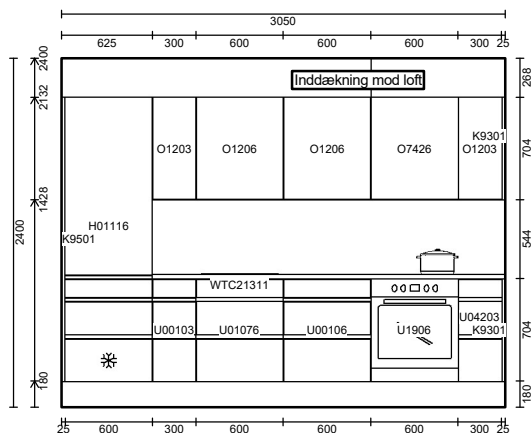 3050
625 300 600 600 600 300 25
2400
2132
1428
2400
180
Inddækning mod loft
268
704
544
704
180
K9301
O1203 O1206 O1206 O7426 O1203
H01116
K9501
WTC21311
U04203
U00103 U01076 U00106 U1906 K9301
25 600 300 600 600 600 300 25